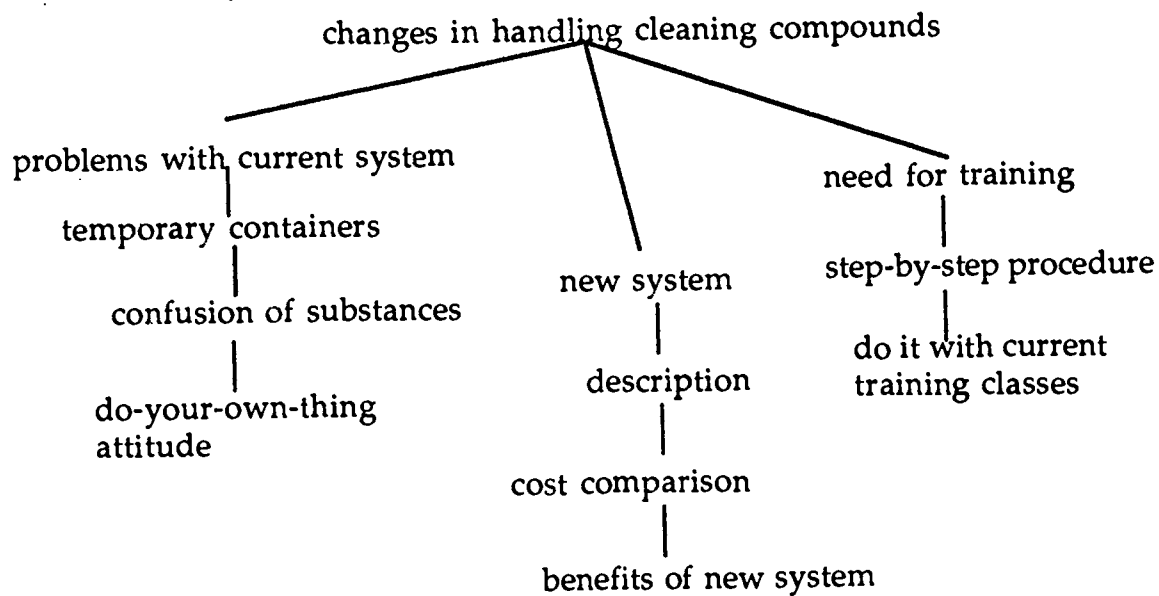 changes in handling cleaning compounds
problems with current system
temporary containers
confusion of substances
do-your-own-thing
attitude
new system
description
cost comparison
benefits of new system
need for training
step-by-step procedure
do it with current
training classes